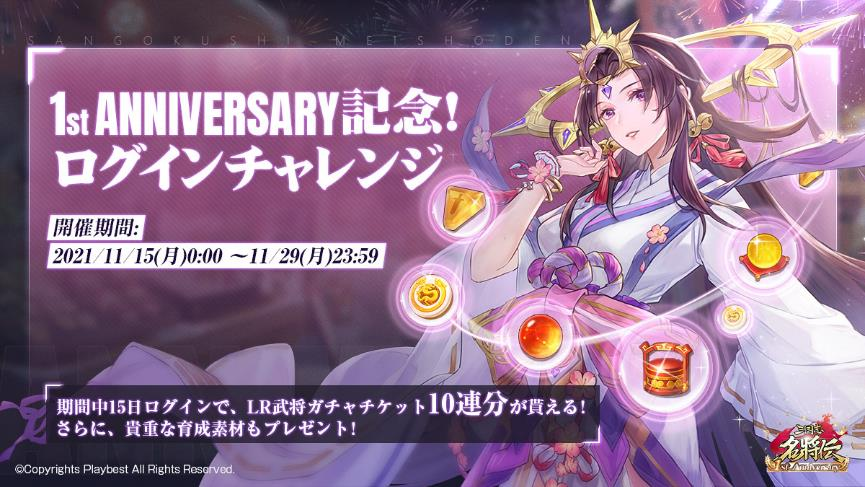 SANGOKUSHI MEISHODEN
1st ANNIVERSARY記念!
ログインチャレンジ
開催期間:
2021/11/15(月)0:00 ～11/29(月)23:59
期間中15日ログインで、LR武将ガチャチケット10連分が貰える!
さらに、貴重な育成素材もプレゼント!
三国志
名将伝
1st ANNIVERSARY
©Copyrights Playbest All Rights Reserved.